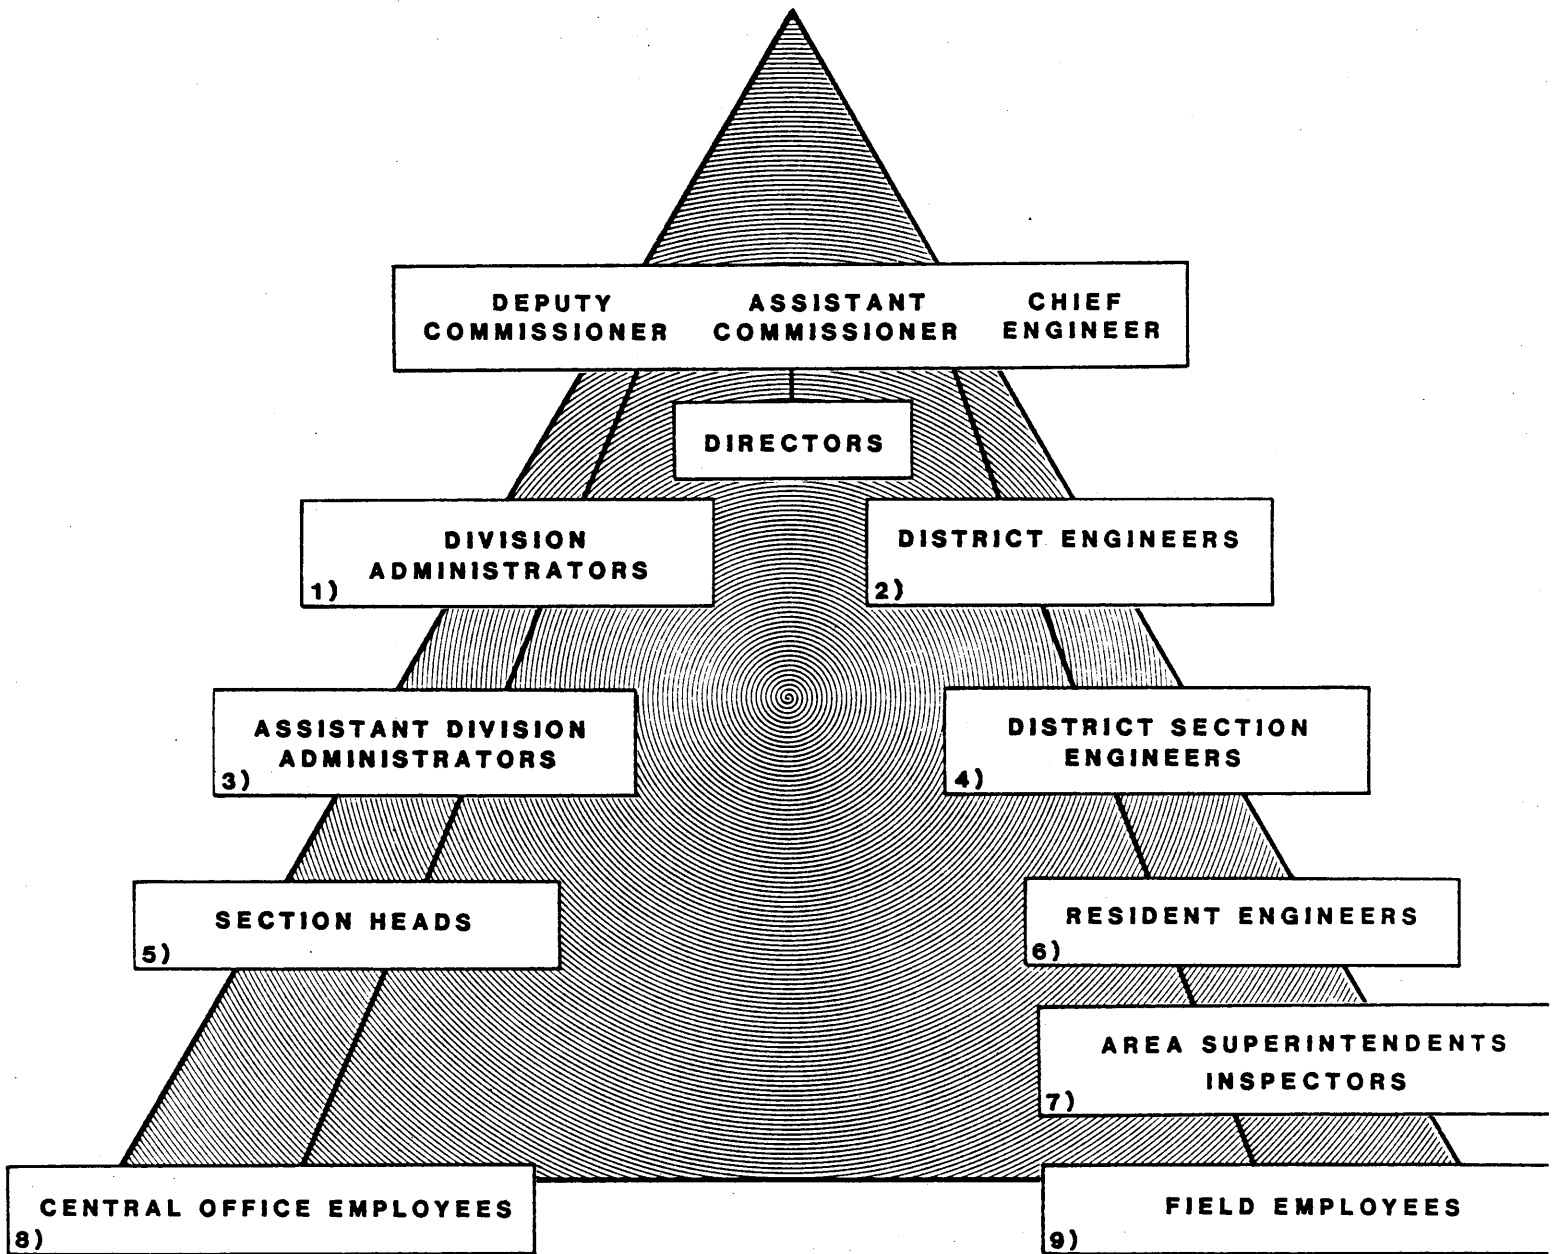 DEPUTY COMMISSIONER
ASSISTANT COMMISSIONER
CHIEF ENGINEER
DIRECTORS
DIVISION
ADMINISTRATORS
1)
DISTRICT ENGINEERS
2)
ASSISTANT DIVISION
ADMINISTRATORS
3)
DISTRICT SECTION
ENGINEERS
4)
SECTION HEADS
5)
RESIDENT ENGINEERS
6)
AREA SUPERINTENDENTS
INSPECTORS
7)
CENTRAL OFFICE EMPLOYEES
8)
FIELD EMPLOYEES
9)